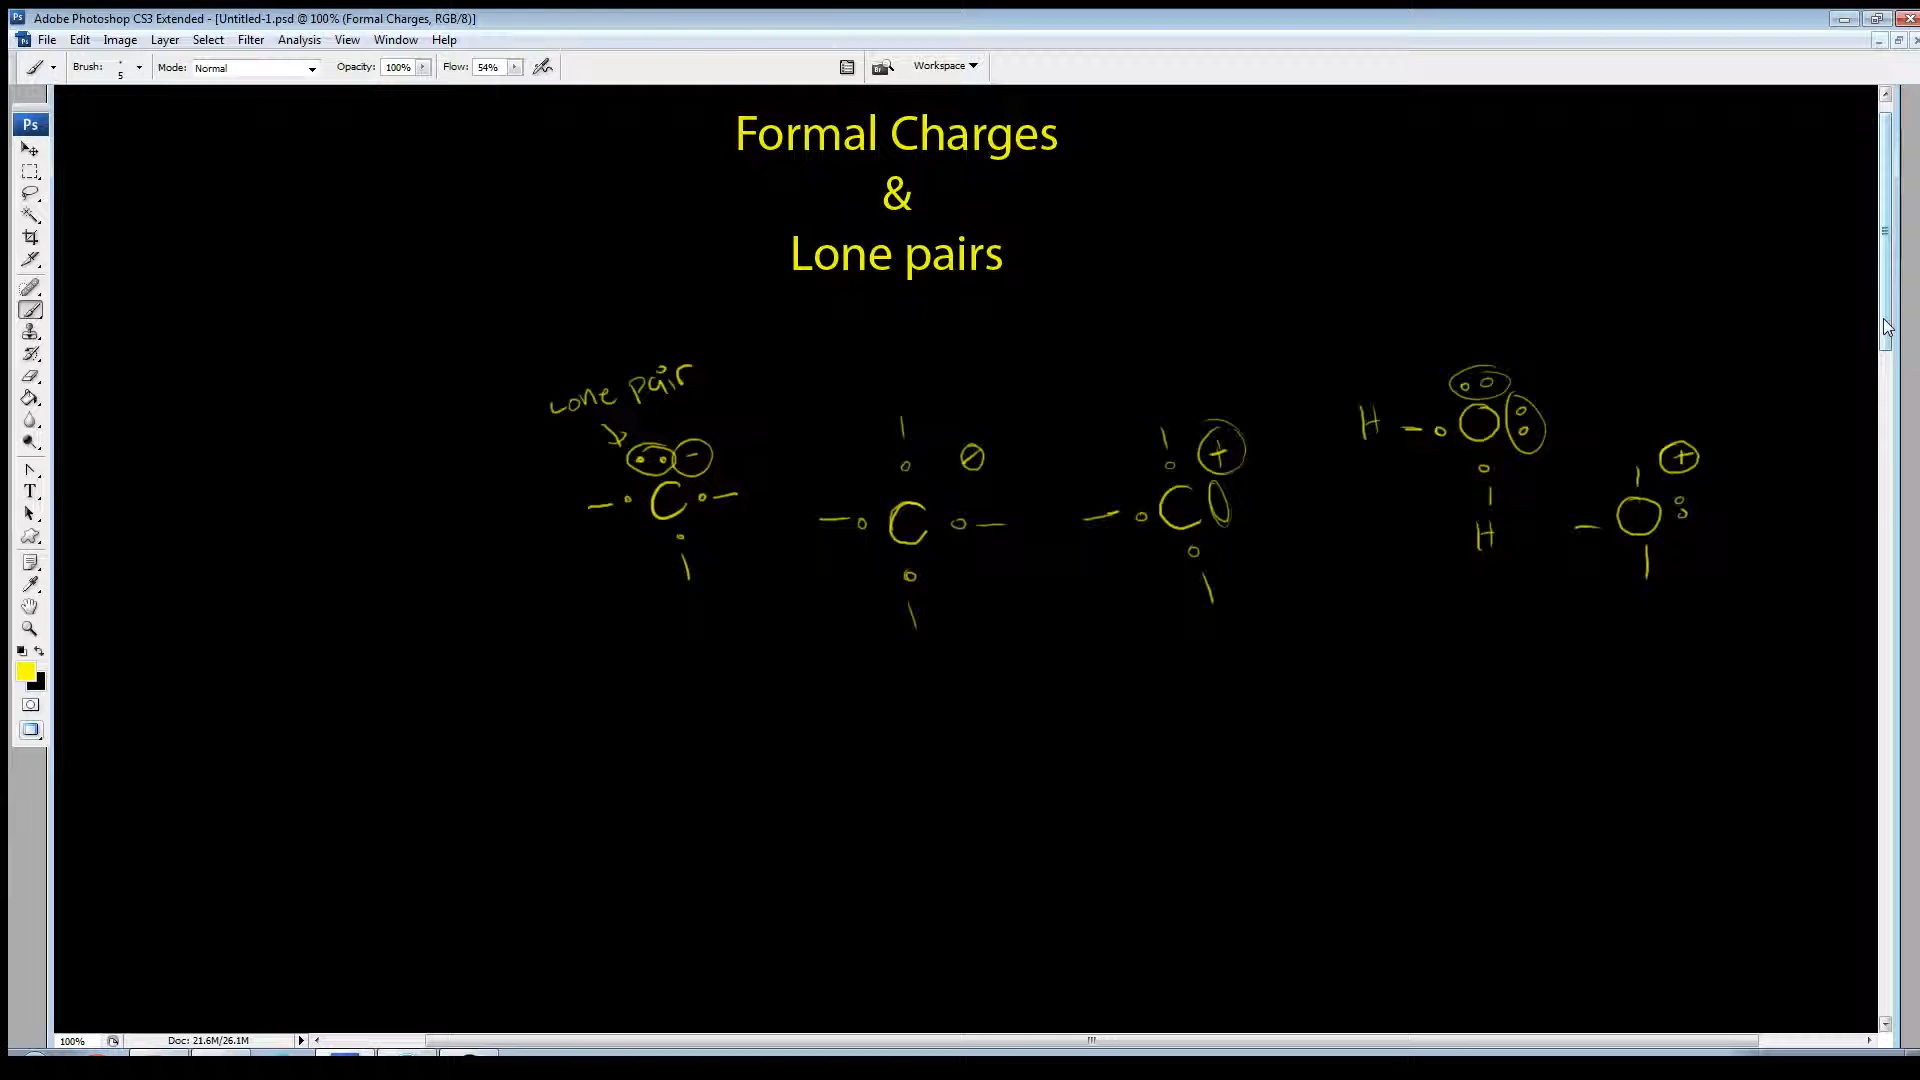 Adobe Photoshop CS3 Extended - [Untitled-1.psd @ 100% (Formal Charges, RGB/8)]
File Edit Image Layer Select Filter Analysis View Window Help
Brush: 5 Mode: Normal Opacity: 100% Flow: 54% Workspace
Ps
Formal Charges
&
Lone pairs
Lone pair
H - O
- C -
- C -
- C
- O
H
100% Doc: 21.6M/26.1M